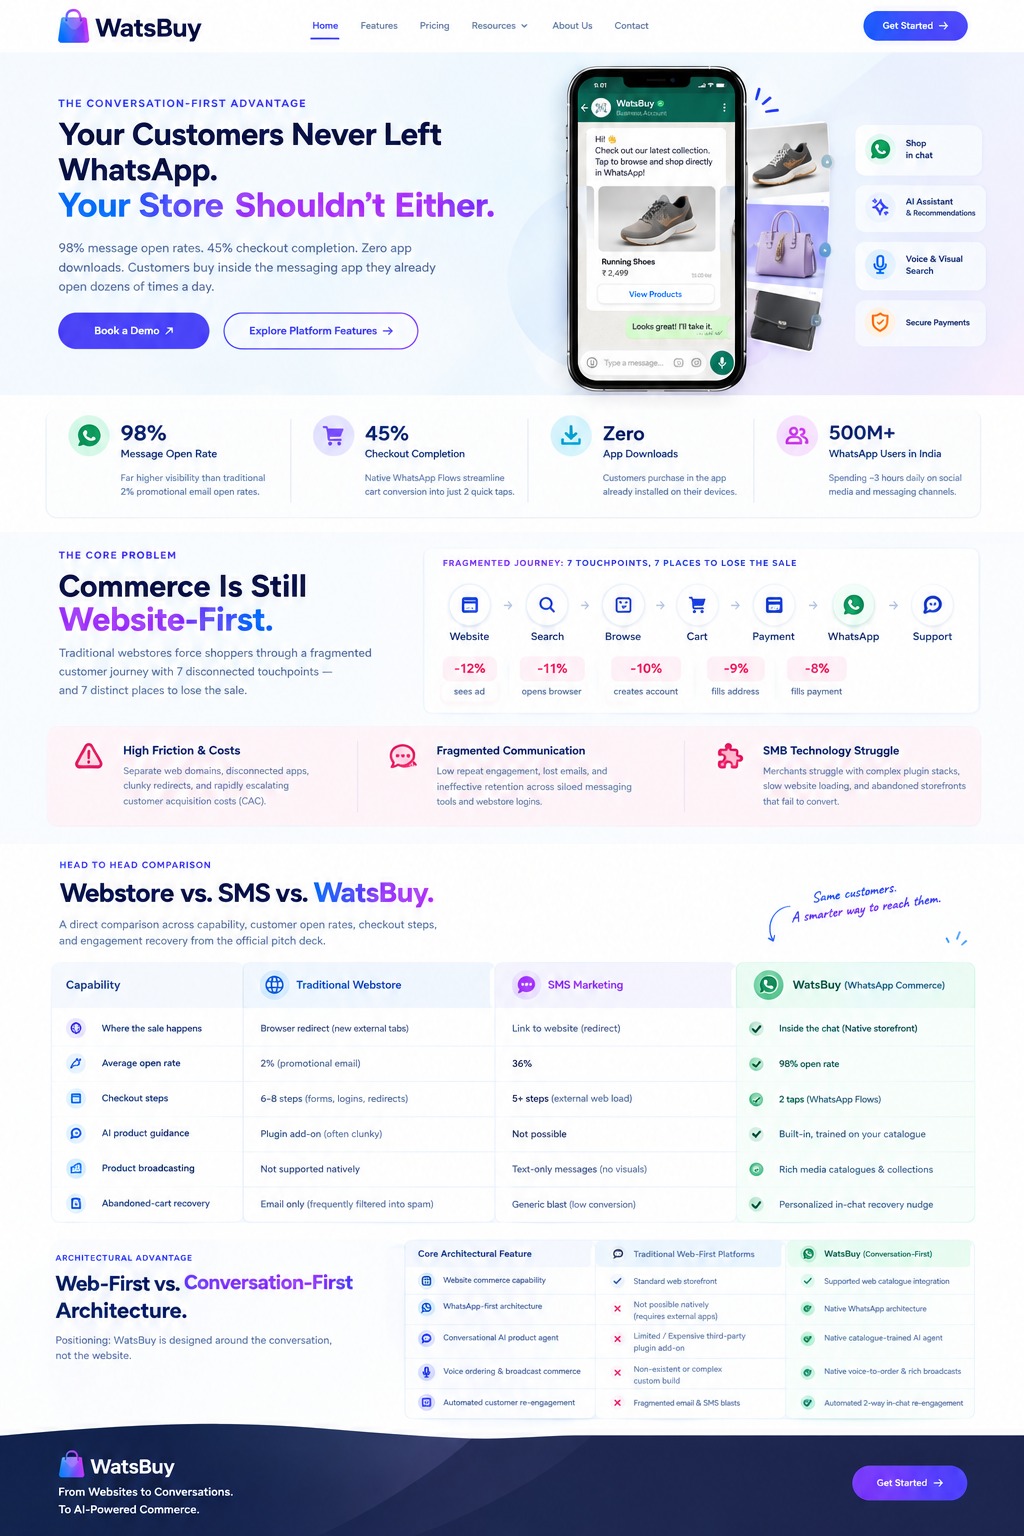 WatsBuy
Home
Features
Pricing
Resources
About Us
Contact
Get Started →
THE CONVERSATION-FIRST ADVANTAGE
Your Customers Never Left
WhatsApp.
Your Store Shouldn't Either.
98% message open rates. 45% checkout completion. Zero app
downloads. Customers buy inside the messaging app they already
open dozens of times a day.
Book a Demo ↗
Explore Platform Features →
WatsBuy
Business Account
Hi! 👋
Check out our latest collection.
Tap to browse and shop directly
in WhatsApp!
Running Shoes
₹ 2,499
View Products
Looks great! I'll take it.
Type a message...
Shop
in chat
AI Assistant
& Recommendations
Voice & Visual
Search
Secure Payments
98%
Message Open Rate
Far higher visibility than traditional
2% promotional email open rates.
45%
Checkout Completion
Native WhatsApp Flows streamline
cart conversion into just 2 quick taps.
Zero
App Downloads
Customers purchase in the app
already installed on their devices.
500M+
WhatsApp Users in India
Spending ~3 hours daily on social
media and messaging channels.
THE CORE PROBLEM
Commerce Is Still
Website-First.
Traditional webstores force shoppers through a fragmented
customer journey with 7 disconnected touchpoints —
and 7 distinct places to lose the sale.
FRAGMENTED JOURNEY: 7 TOUCHPOINTS, 7 PLACES TO LOSE THE SALE
Website → Search → Browse → Cart → Payment → WhatsApp → Support
-12%
sees ad
-11%
opens browser
-10%
creates account
-9%
fills address
-8%
fills payment
High Friction & Costs
Separate web domains, disconnected apps,
clunky redirects, and rapidly escalating
customer acquisition costs (CAC).
Fragmented Communication
Low repeat engagement, lost emails, and
ineffective retention across siloed messaging
tools and webstore logins.
SMB Technology Struggle
Merchants struggle with complex plugin stacks,
slow website loading, and abandoned storefronts
that fail to convert.
HEAD TO HEAD COMPARISON
Webstore vs. SMS vs. WatsBuy.
A direct comparison across capability, customer open rates, checkout steps,
and engagement recovery from the official pitch deck.
Same customers.
A smarter way to reach them.
Capability
Traditional Webstore
SMS Marketing
WatsBuy (WhatsApp Commerce)
Where the sale happens
Browser redirect (new external tabs)
Link to website (redirect)
Inside the chat (Native storefront)
Average open rate
2% (promotional email)
36%
98% open rate
Checkout steps
6–8 steps (forms, logins, redirects)
5+ steps (external web load)
2 taps (WhatsApp Flows)
AI product guidance
Plugin add-on (often clunky)
Not possible
Built-in, trained on your catalogue
Product broadcasting
Not supported natively
Text-only messages (no visuals)
Rich media catalogues & collections
Abandoned-cart recovery
Email only (frequently filtered into spam)
Generic blast (low conversion)
Personalized in-chat recovery nudge
ARCHITECTURAL ADVANTAGE
Web-First vs. Conversation-First
Architecture.
Positioning: WatsBuy is designed around the conversation,
not the website.
Core Architectural Feature
Traditional Web-First Platforms
WatsBuy (Conversation-First)
Website commerce capability
Standard web storefront
Supported web catalogue integration
WhatsApp-first architecture
Not possible natively
(requires external apps)
Native WhatsApp architecture
Conversational AI product agent
Limited / Expensive third-party
plugin add-on
Native catalogue-trained AI agent
Voice ordering & broadcast commerce
Non-existent or complex
custom build
Native voice-to-order & rich broadcasts
Automated customer re-engagement
Fragmented email & SMS blasts
Automated 2-way in-chat re-engagement
WatsBuy
From Websites to Conversations.
To AI-Powered Commerce.
Get Started →